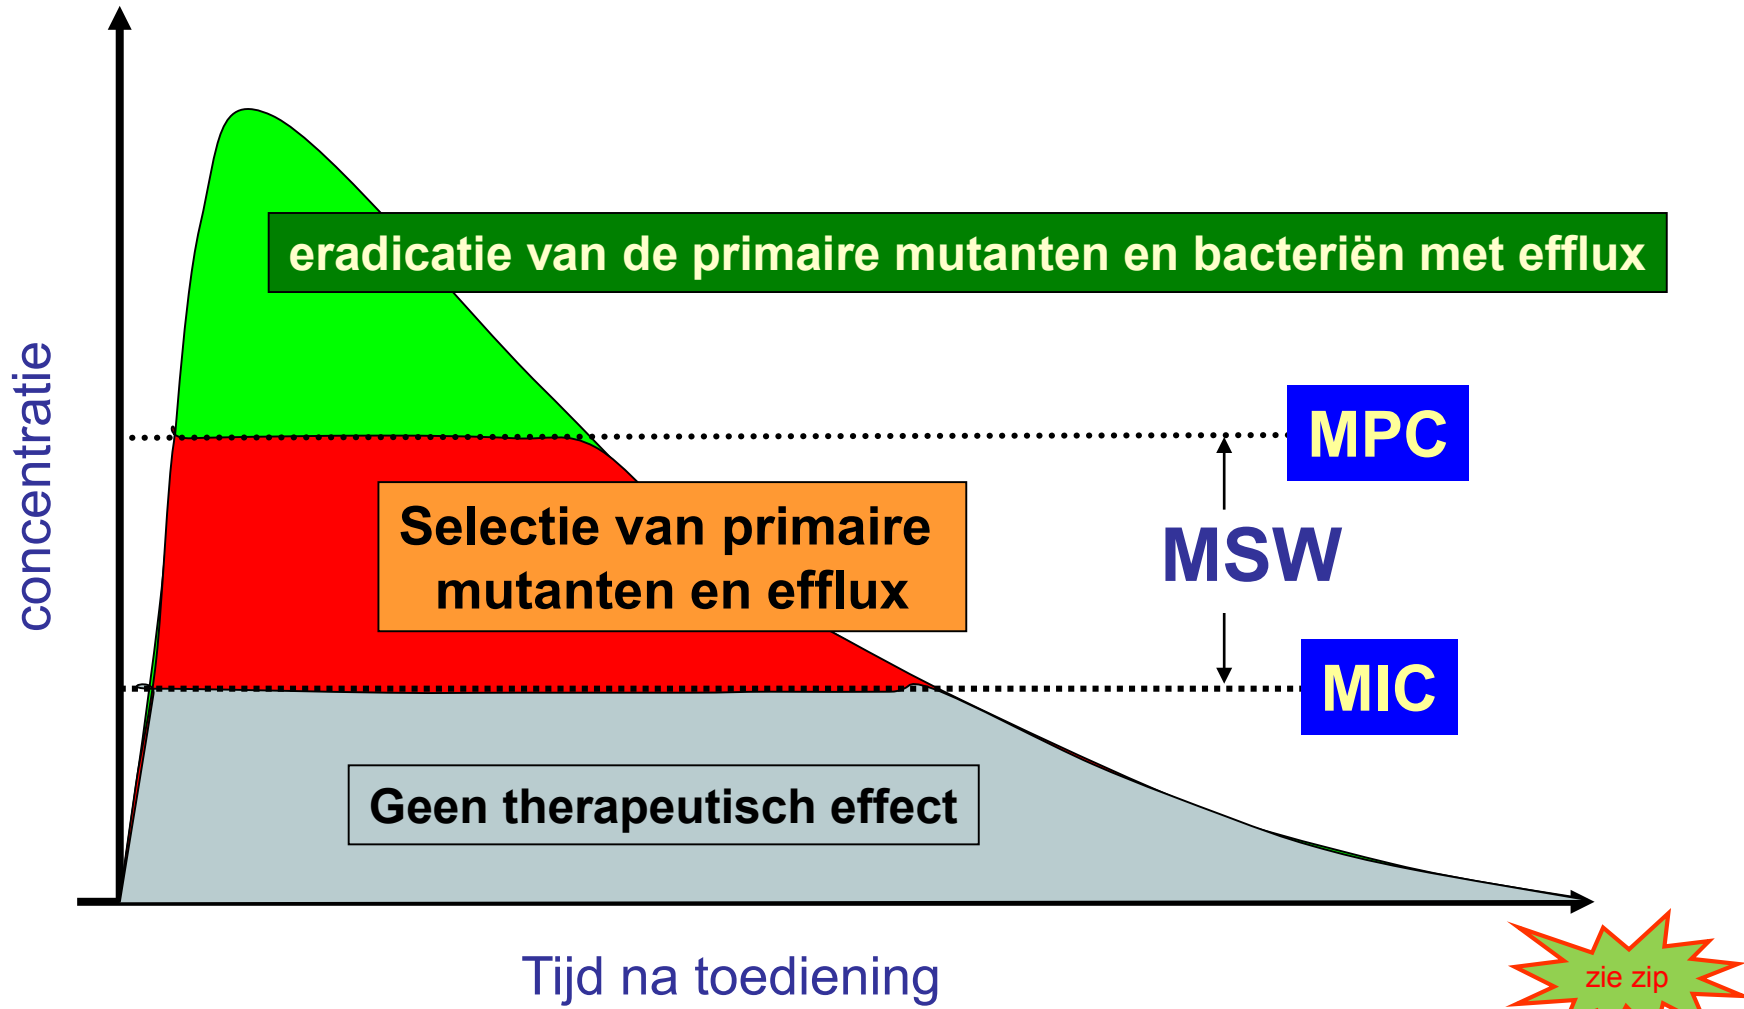 eradicatie van de primaire mutanten en bacteriën met efflux
concentratie
MPC
Selectie van primaire
mutanten en efflux
MSW
MIC
Geen therapeutisch effect
Tijd na toediening
zie zip